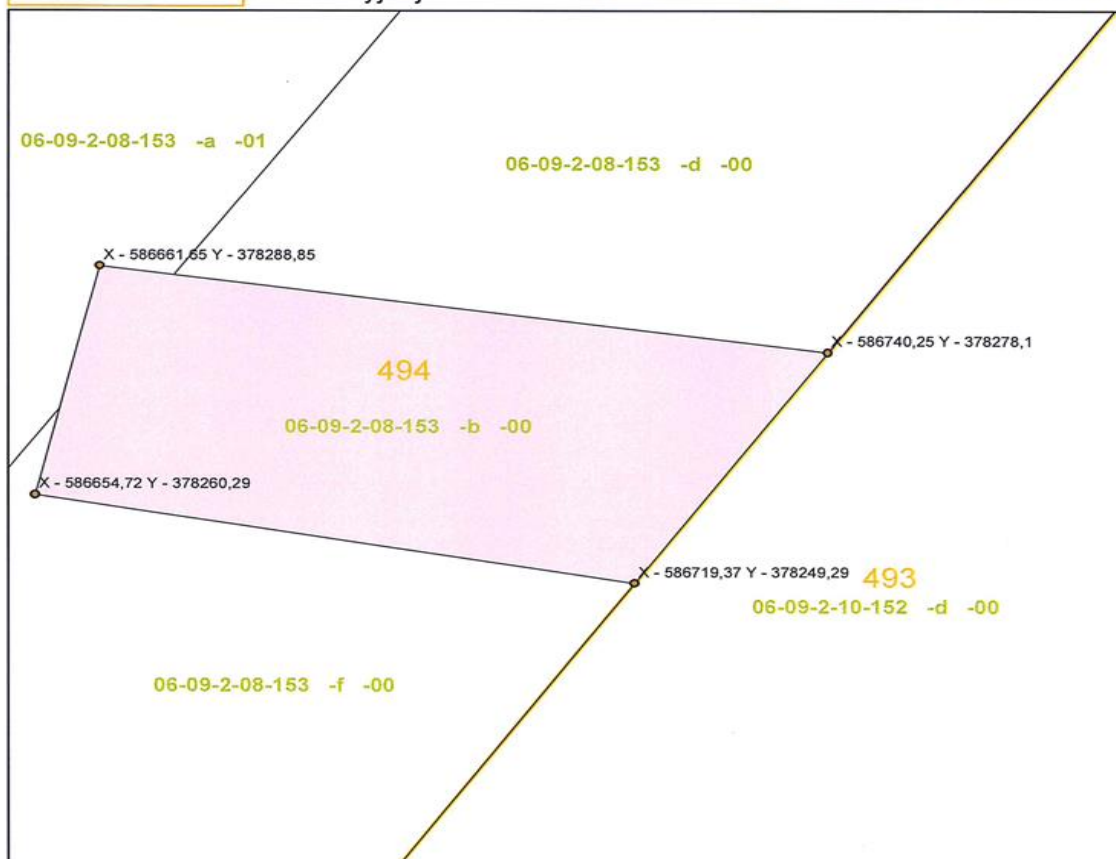 06-09-2-08-153 -a -01
06-09-2-08-153 -d -00
X - 586661,65 Y - 378288,85
X - 586740,25 Y - 378278,1
494
06-09-2-08-153 -b -00
X - 586654,72 Y - 378260,29
X - 586719,37 Y - 378249,29
493
06-09-2-10-152 -d -00
06-09-2-08-153 -f -00